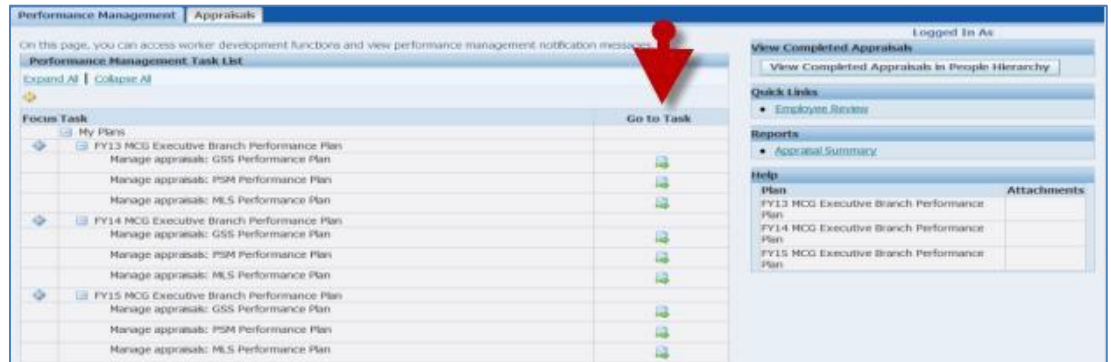 Performance Management
Appraisals
Logged In As
On this page, you can access worker development functions and view performance management notification messages.
Performance Management Task List
Expand All | Collapse All
Focus Task
Go to Task
My Plans
FY13 MCG Executive Branch Performance Plan
Manage appraisals: GSS Performance Plan
Manage appraisals: PSM Performance Plan
Manage appraisals: MLS Performance Plan
FY14 MCG Executive Branch Performance Plan
Manage appraisals: GSS Performance Plan
Manage appraisals: PSM Performance Plan
Manage appraisals: MLS Performance Plan
FY15 MCG Executive Branch Performance Plan
Manage appraisals: GSS Performance Plan
Manage appraisals: PSM Performance Plan
Manage appraisals: MLS Performance Plan
View Completed Appraisals
View Completed Appraisals in People Hierarchy
Quick Links
Employee Review
Reports
Appraisal Summary
Help
Plan Attachments
FY13 MCG Executive Branch Performance
Plan
FY14 MCG Executive Branch Performance
Plan
FY15 MCG Executive Branch Performance
Plan